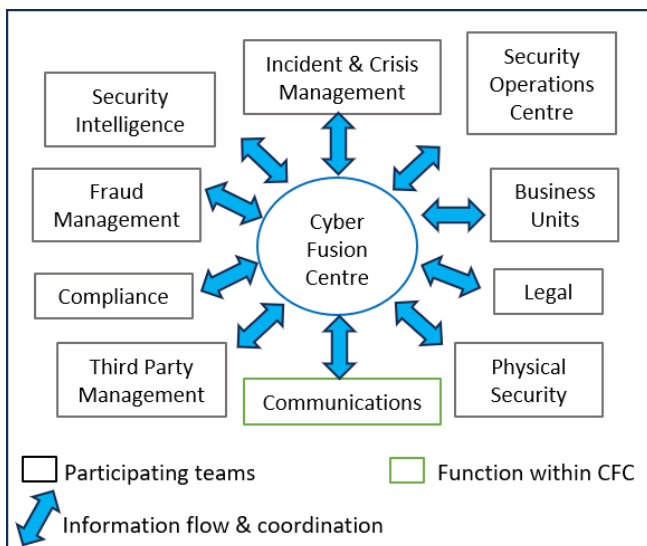 Incident & Crisis
Management
Security
Operations
Centre
Security
Intelligence
Fraud
Management
Cyber
Fusion
Centre
Business
Units
Compliance
Legal
Third Party
Management
Communications
Physical
Security
Participating teams
Function within CFC
Information flow & coordination